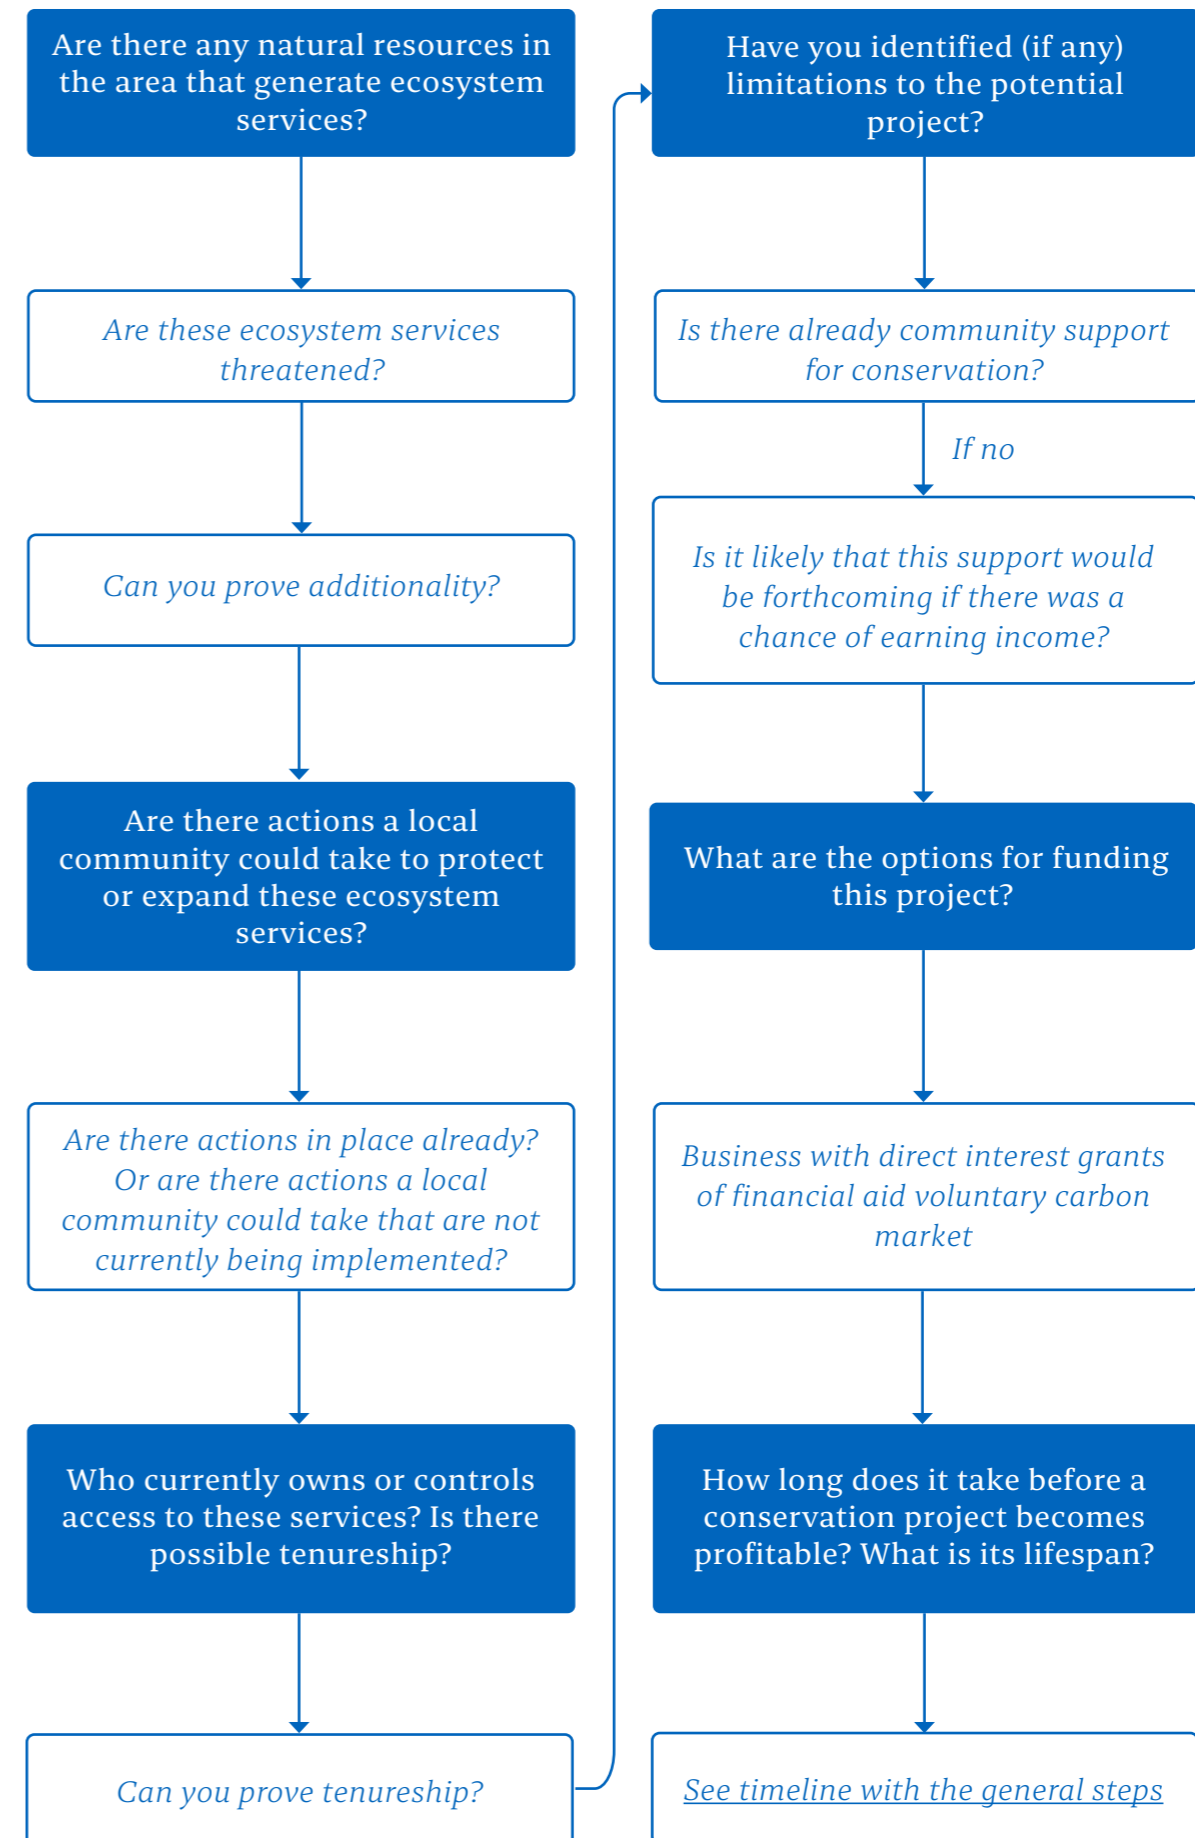 Are there any natural resources in
the area that generate ecosystem
services?
Are these ecosystem services
threatened?
Can you prove additionality?
Are there actions a local
community could take to protect
or expand these ecosystem
services?
Are there actions in place already?
Or are there actions a local
community could take that are not
currently being implemented?
Who currently owns or controls
access to these services? Is there
possible tenureship?
Can you prove tenureship?
Have you identified (if any)
limitations to the potential
project?
Is there already community support
for conservation?
If no
Is it likely that this support would
be forthcoming if there was a
chance of earning income?
What are the options for funding
this project?
Business with direct interest grants
of financial aid voluntary carbon
market
How long does it take before a
conservation project becomes
profitable? What is its lifespan?
See timeline with the general steps